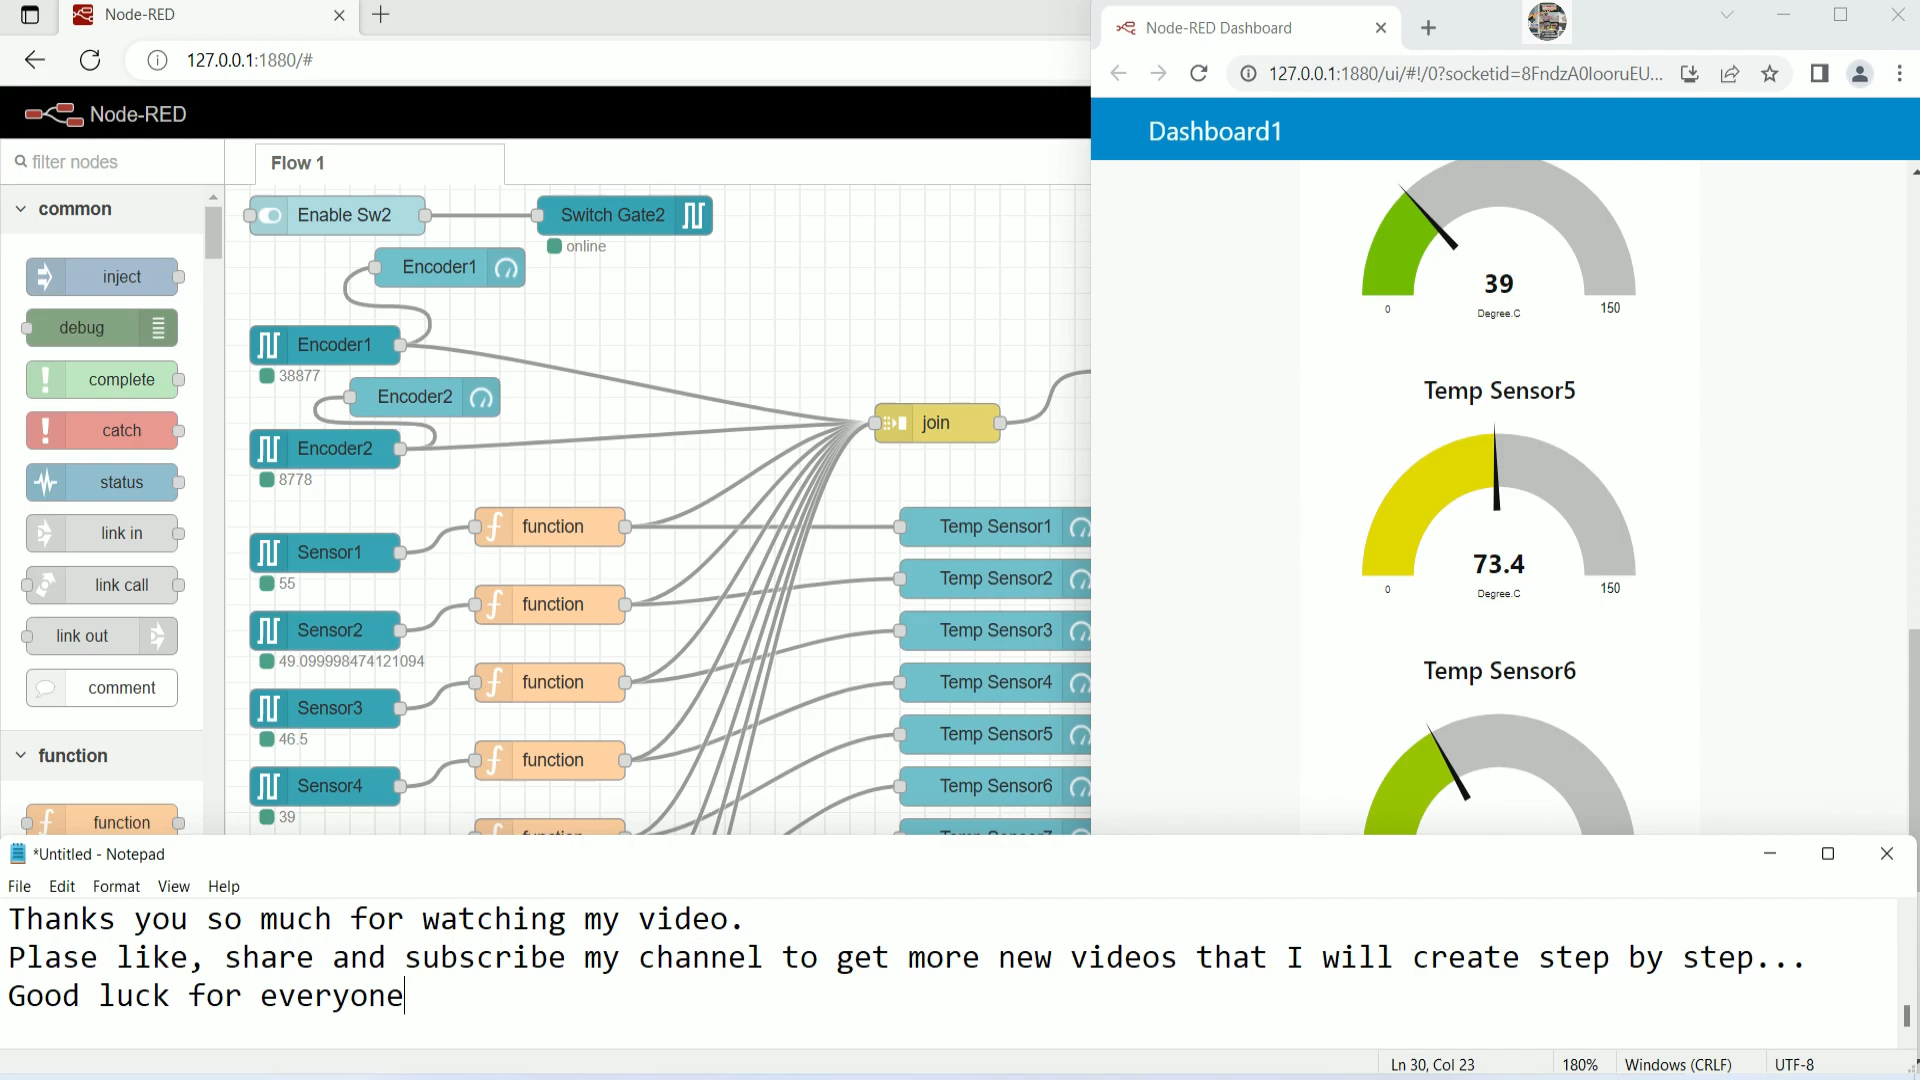 Node-RED
127.0.0.1:1880/#
Node-RED
filter nodes
common
inject
debug
complete
catch
status
link in
link call
link out
comment
function
function
Flow 1
Enable Sw2
Switch Gate2
online
Encoder1
Encoder1
38877
Encoder2
Encoder2
8778
join
Sensor1
55
Sensor2
49.099998474121094
Sensor3
46.5
Sensor4
39
function
function
function
function
function
Temp Sensor1
Temp Sensor2
Temp Sensor3
Temp Sensor4
Temp Sensor5
Temp Sensor6
Temp Sensor7
Node-RED Dashboard
127.0.0.1:1880/ui/#!/0?socketid=8FndzA0IooruEU...
Dashboard1
39
0
Degree.C
150
Temp Sensor5
73.4
0
Degree.C
150
Temp Sensor6
*Untitled - Notepad
File Edit Format View Help
Thanks you so much for watching my video.
Plase like, share and subscribe my channel to get more new videos that I will create step by step...
Good luck for everyone
Ln 30, Col 23
180%
Windows (CRLF)
UTF-8